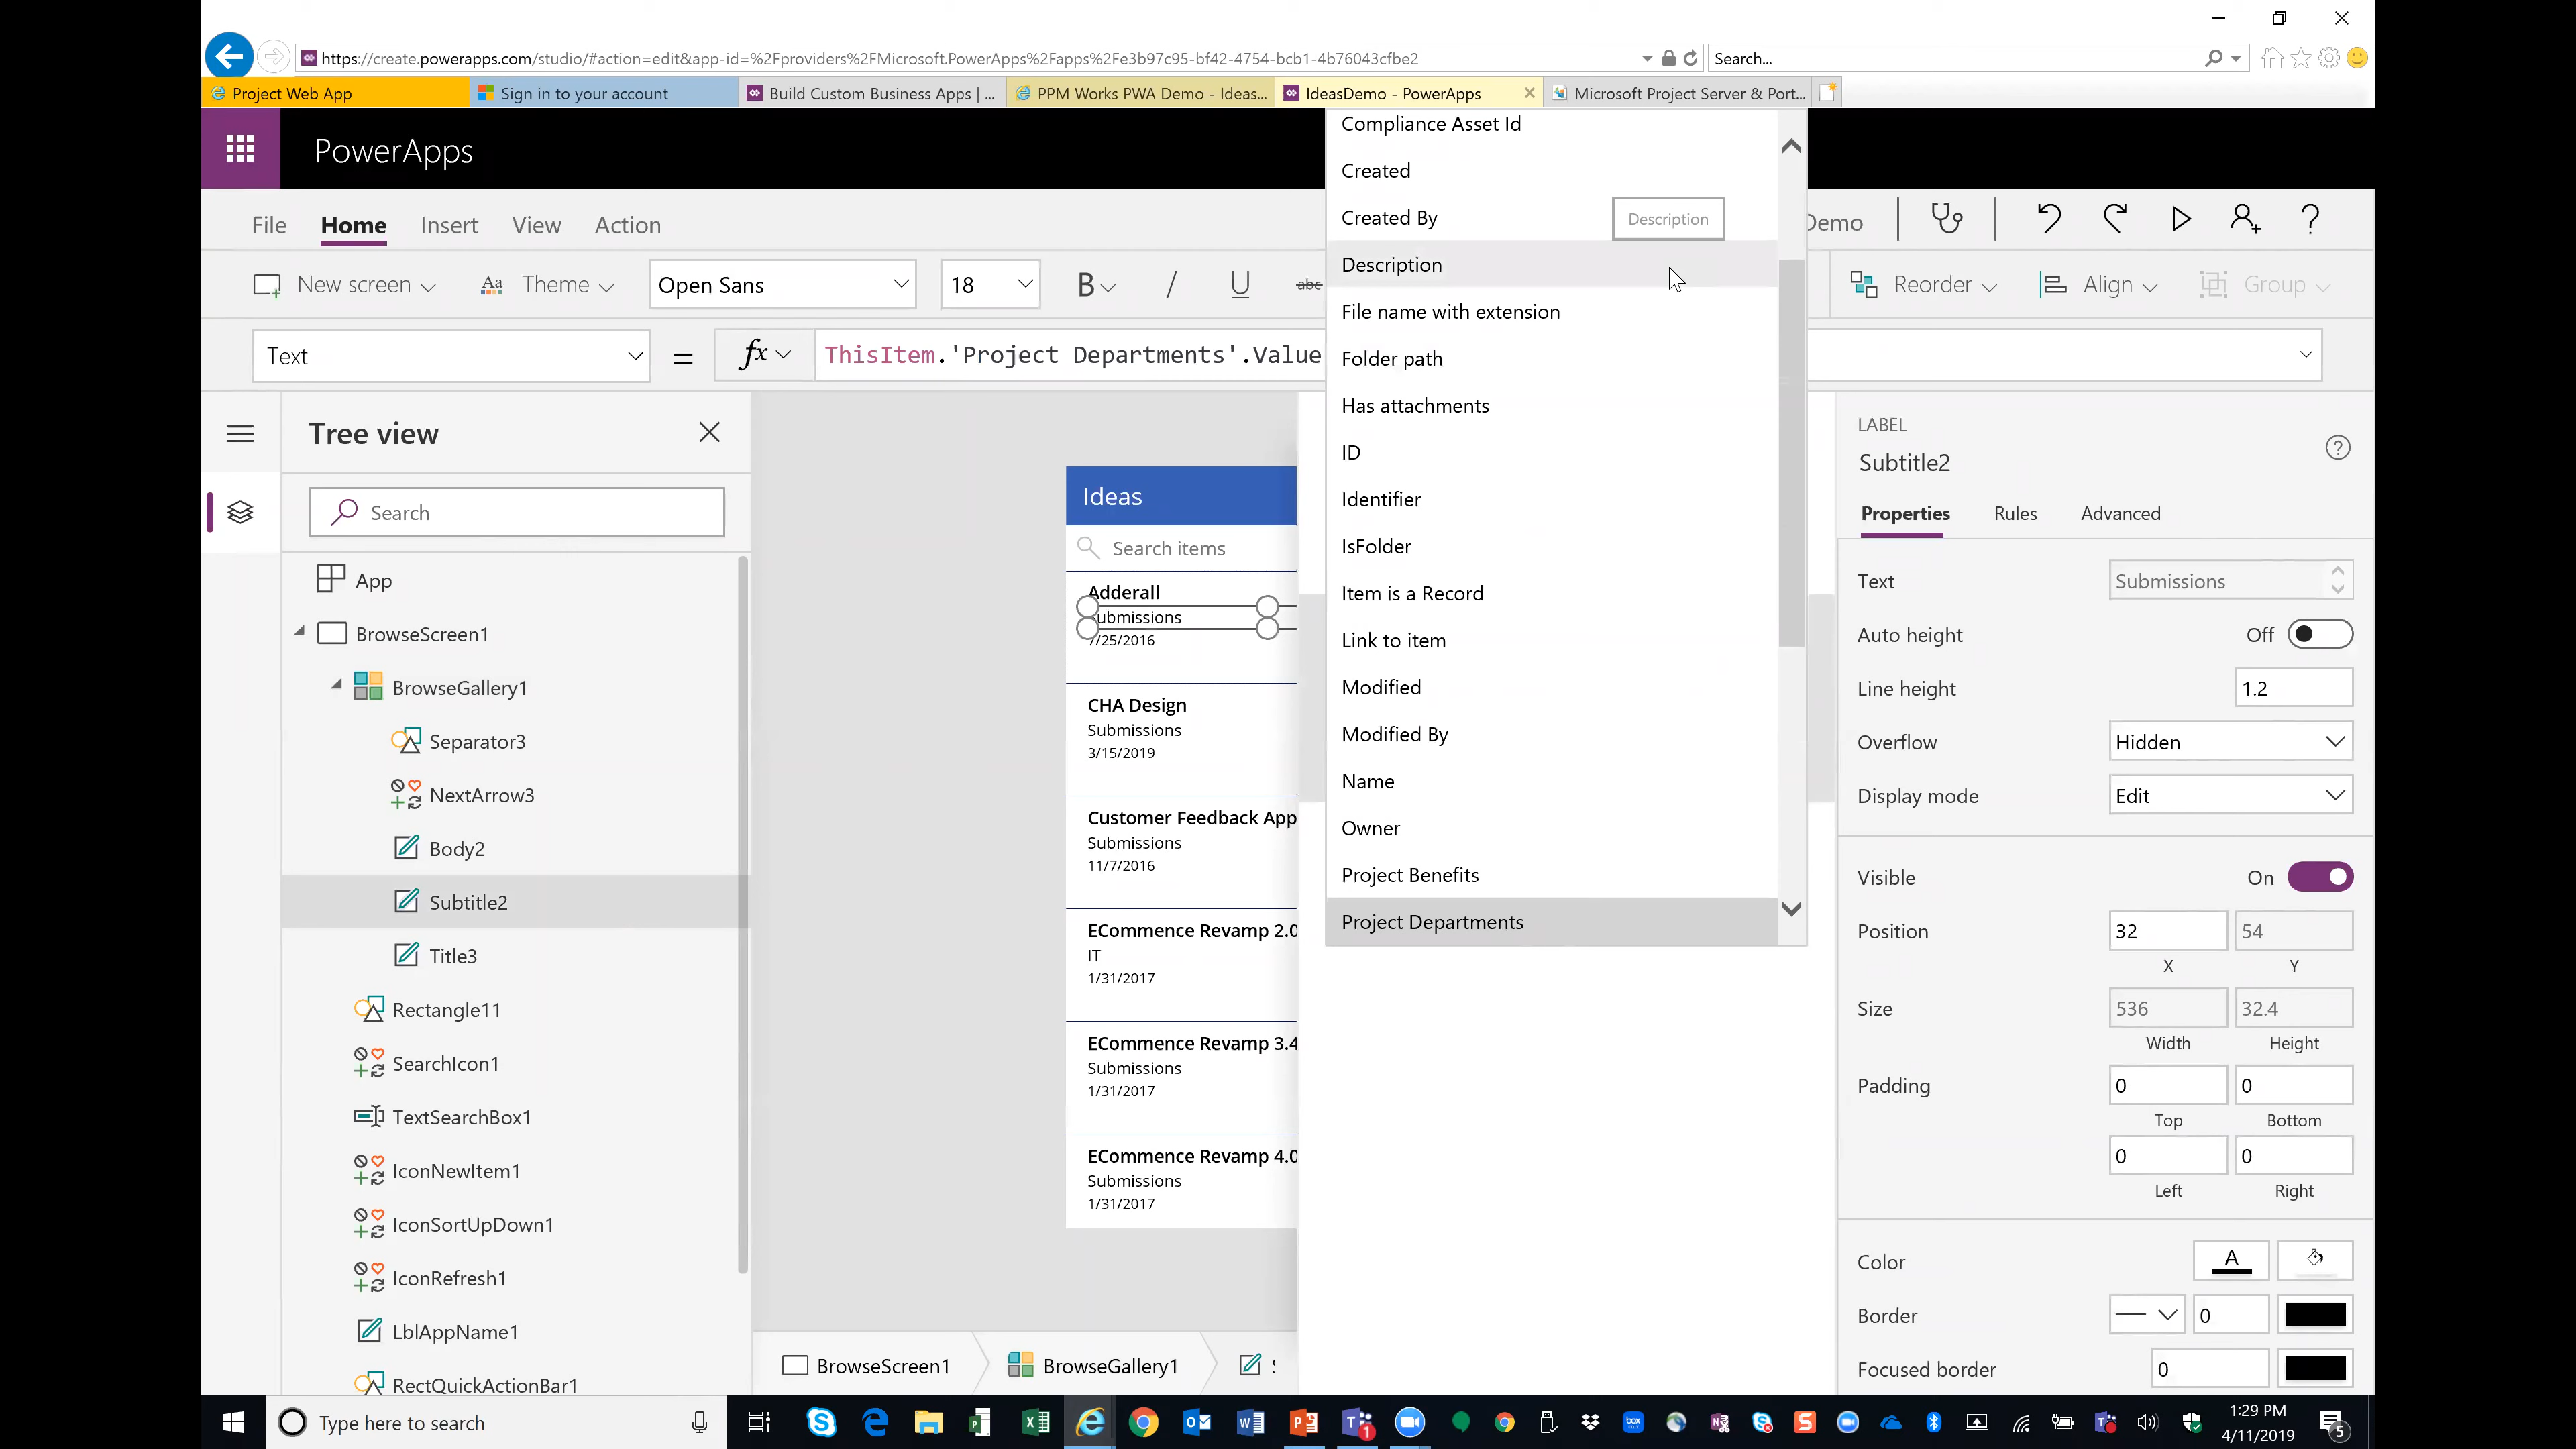 https://create.powerapps.com/studio/#action=edit&app-id=%2Fproviders%2FMicrosoft.PowerApps%2Fapps%2Fe3b97c95-bf42-4754-bcb1-4b76043cfbe2
Search...
Project Web App
Sign in to your account
Build Custom Business Apps | ...
PPM Works PWA Demo - Ideas...
IdeasDemo - PowerApps
Microsoft Project Server & Port...
PowerApps
File
Home
Insert
View
Action
Demo
New screen
Theme
Open Sans
18
B
/
U
abc
Reorder
Align
Group
Text
=
fx
ThisItem.'Project Departments'.Value
Compliance Asset Id
Created
Created By
Description
Description
File name with extension
Folder path
Has attachments
ID
Identifier
IsFolder
Item is a Record
Link to item
Modified
Modified By
Name
Owner
Project Benefits
Project Departments
Tree view
Search
App
BrowseScreen1
BrowseGallery1
Separator3
NextArrow3
Body2
Subtitle2
Title3
Rectangle11
SearchIcon1
TextSearchBox1
IconNewItem1
IconSortUpDown1
IconRefresh1
LblAppName1
RectQuickActionBar1
Ideas
Search items
Adderall
Submissions
7/25/2016
CHA Design
Submissions
3/15/2019
Customer Feedback App
Submissions
11/7/2016
ECommence Revamp 2.0
IT
1/31/2017
ECommence Revamp 3.4
Submissions
1/31/2017
ECommence Revamp 4.0
Submissions
1/31/2017
BrowseScreen1
BrowseGallery1
LABEL
Subtitle2
Properties
Rules
Advanced
Text
Submissions
Auto height
Off
Line height
1.2
Overflow
Hidden
Display mode
Edit
Visible
On
Position
32
54
X
Y
Size
536
32.4
Width
Height
Padding
0
0
Top
Bottom
0
0
Left
Right
Color
A
Border
0
Focused border
0
Type here to search
1:29 PM
4/11/2019
5